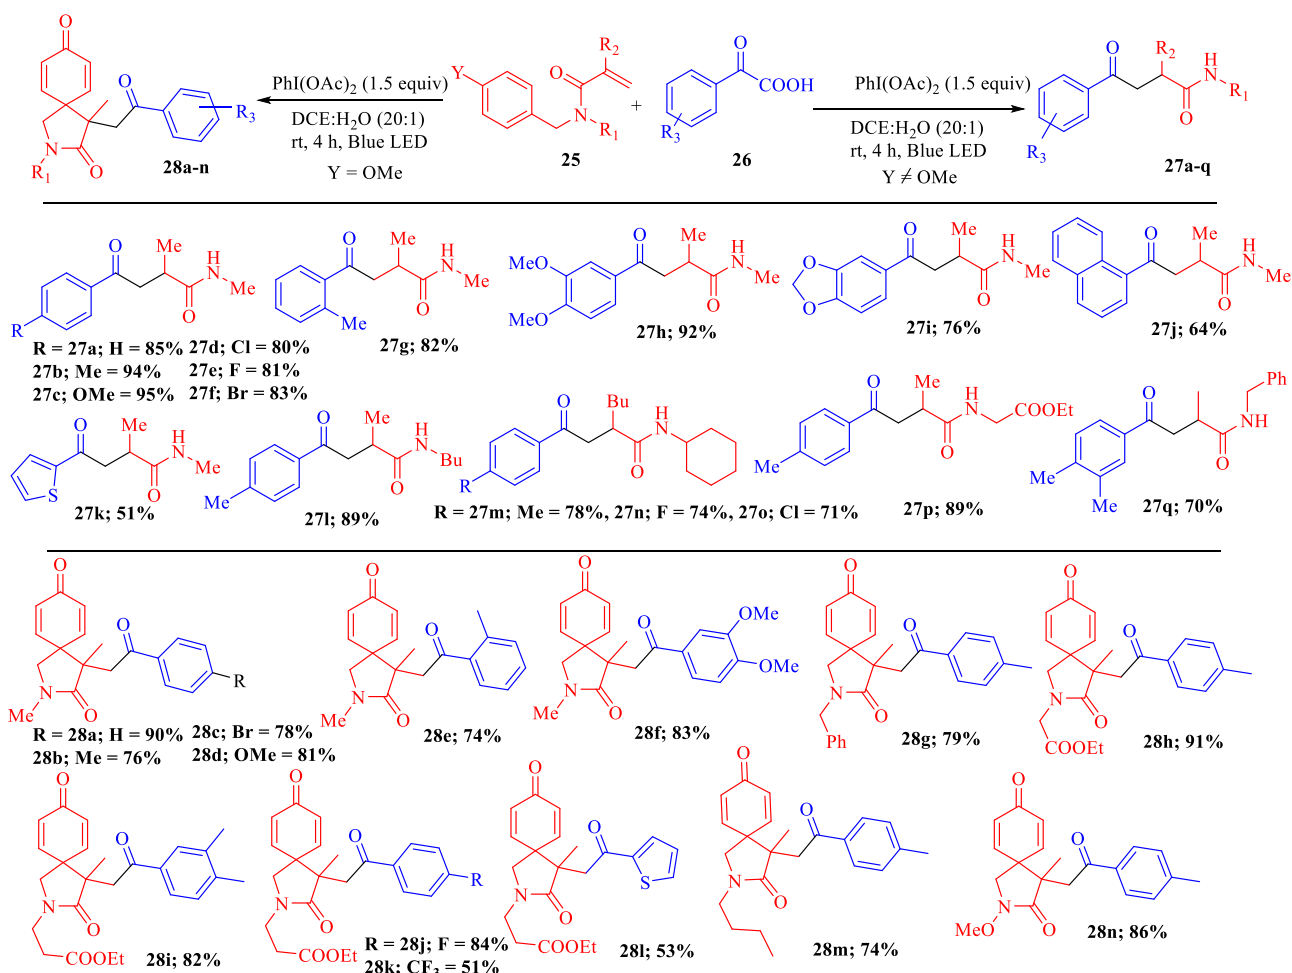 O
O
R3
N
R1
O
28a-n
PhI(OAc)2 (1.5 equiv)
DCE:H2O (20:1)
rt, 4 h, Blue LED
Y = OMe
Y
O
R2
N
R1
25
+
O
COOH
R3
26
PhI(OAc)2 (1.5 equiv)
DCE:H2O (20:1)
rt, 4 h, Blue LED
Y ≠ OMe
O
R2
H
N
R1
O
R3
27a-q
O
Me
H
N
Me
O
R
R = 27a; H = 85% 27d; Cl = 80%
27b; Me = 94% 27e; F = 81%
27c; OMe = 95% 27f; Br = 83%
O
Me
H
N
Me
O
Me
27g; 82%
O
Me
H
N
Me
O
MeO
MeO
27h; 92%
O
Me
H
N
Me
O
O
O
27i; 76%
O
Me
H
N
Me
O
27j; 64%
O
Me
H
N
Me
O
S
27k; 51%
O
Me
H
N
Bu
O
Me
27l; 89%
O
Bu
H
N
O
R
R = 27m; Me = 78%, 27n; F = 74%, 27o; Cl = 71%
O
Me
H
N
COOEt
O
Me
27p; 89%
O
Ph
NH
O
Me
Me
27q; 70%
O
O
R
N
Me
O
R = 28a; H = 90% 28c; Br = 78%
28b; Me = 76% 28d; OMe = 81%
O
O
N
Me
O
28e; 74%
O
O
OMe
OMe
N
Me
O
28f; 83%
O
O
N
O
Ph
28g; 79%
O
O
N
O
COOEt
28h; 91%
O
O
N
O
COOEt
28i; 82%
O
O
R
N
O
COOEt
R = 28j; F = 84%
28k; CF3 = 51%
O
O
S
N
O
COOEt
28l; 53%
O
O
N
O
28m; 74%
O
O
N
MeO
O
28n; 86%